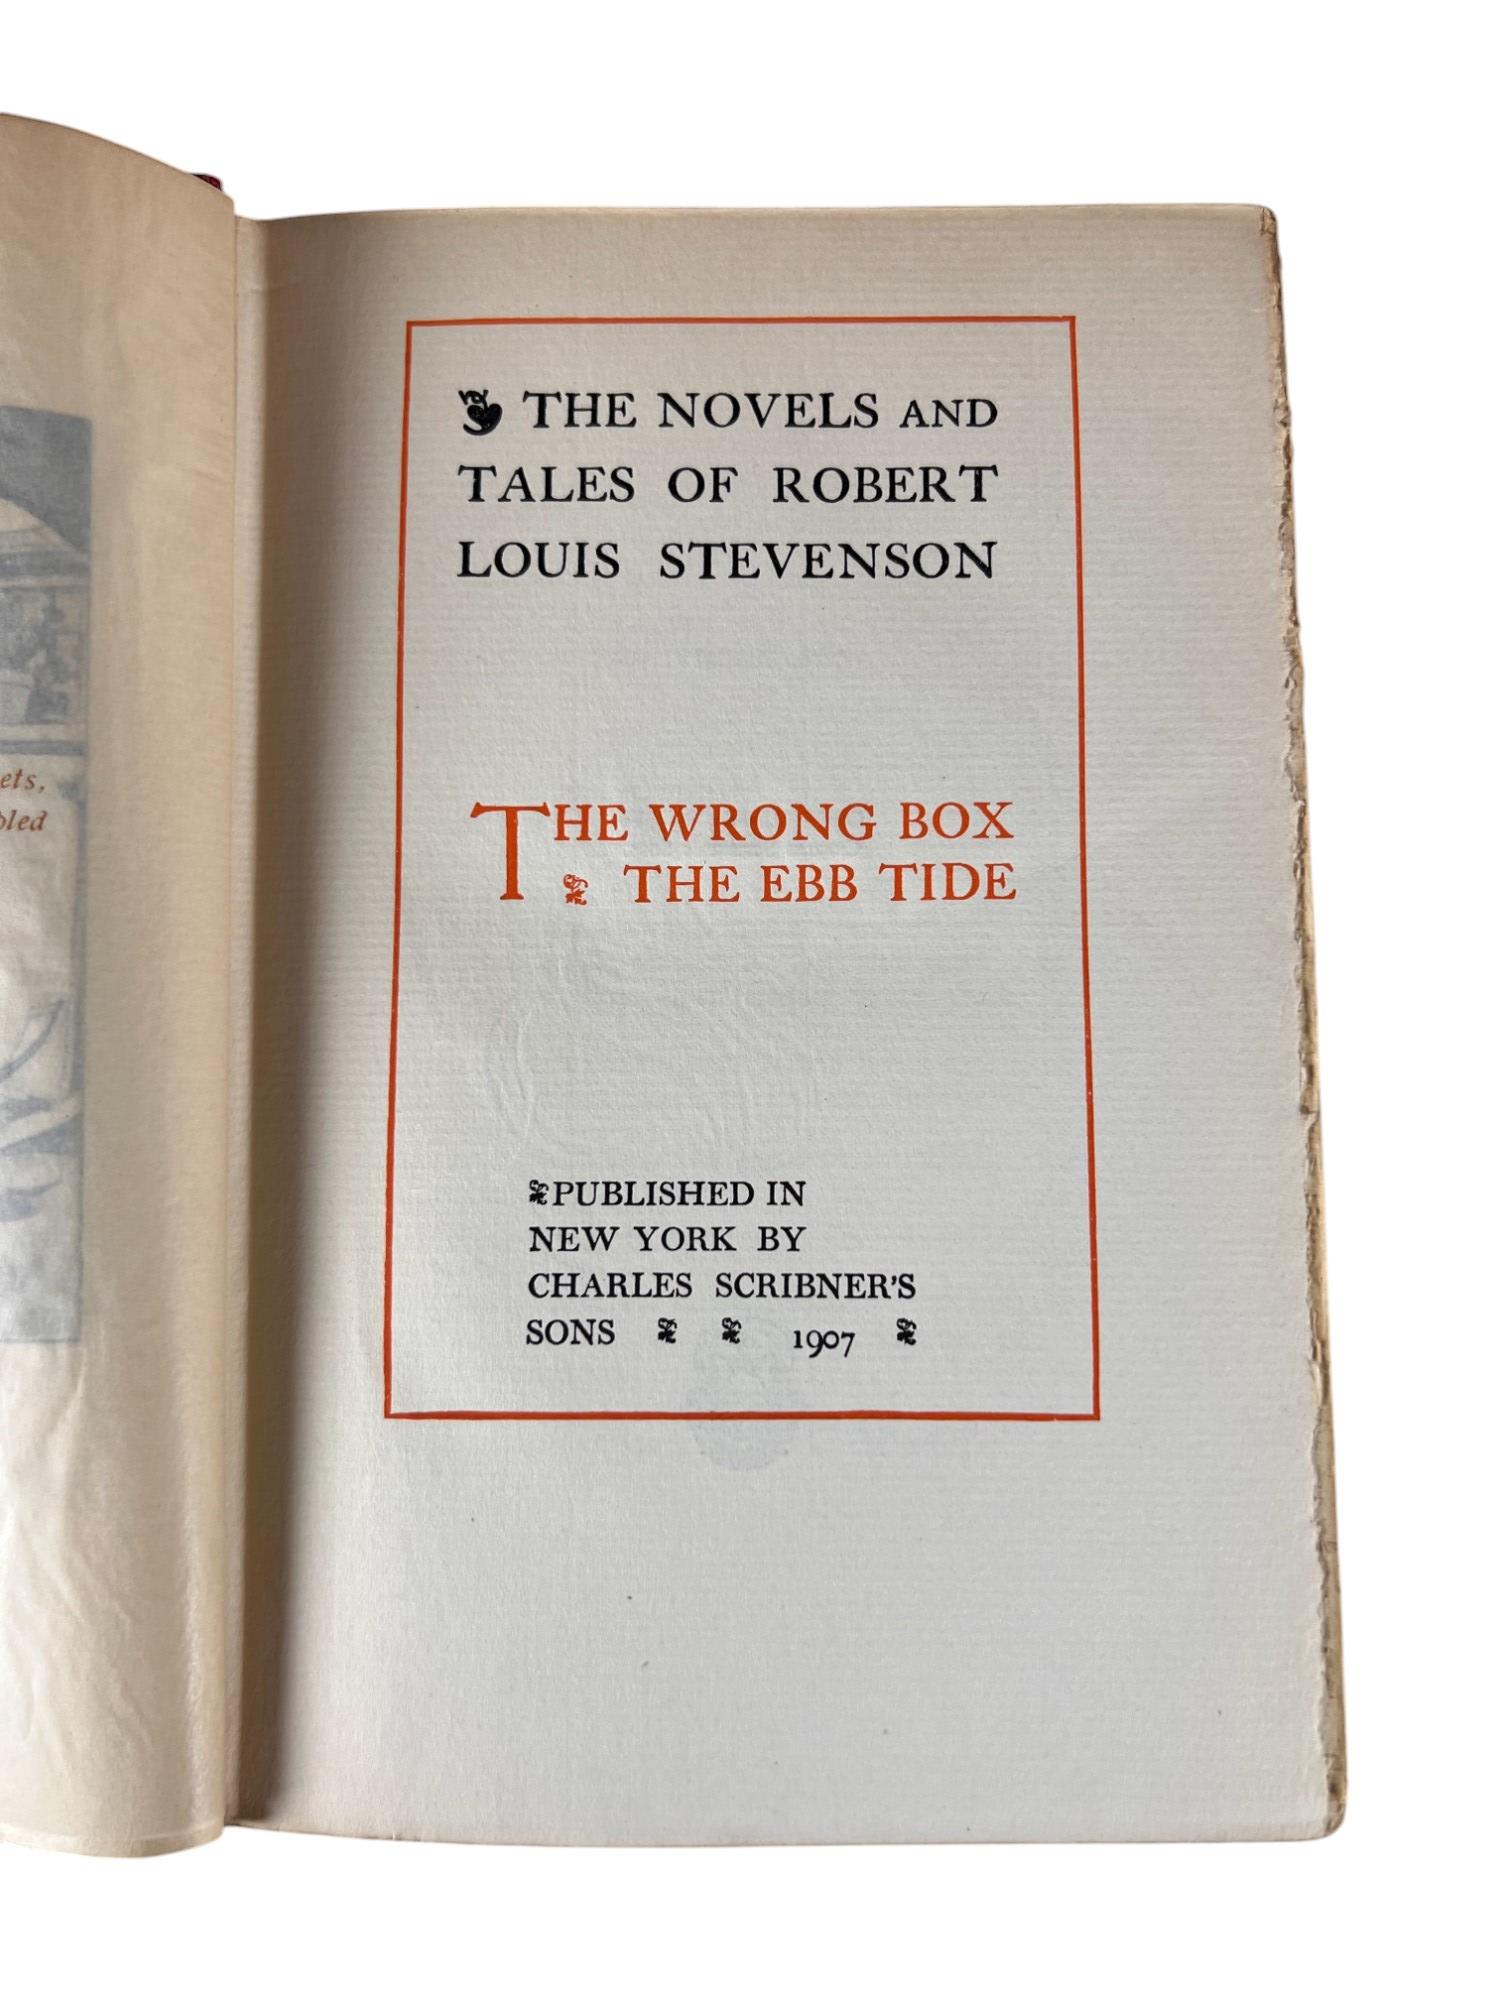 ets,
THE NOVELS AND
TALES OF ROBERT
LOUIS STEVENSON
THE WRONG BOX
THE EBB TIDE
PUBLISHED IN
NEW YORK BY
CHARLES SCRIBNER'S
SONS 1907